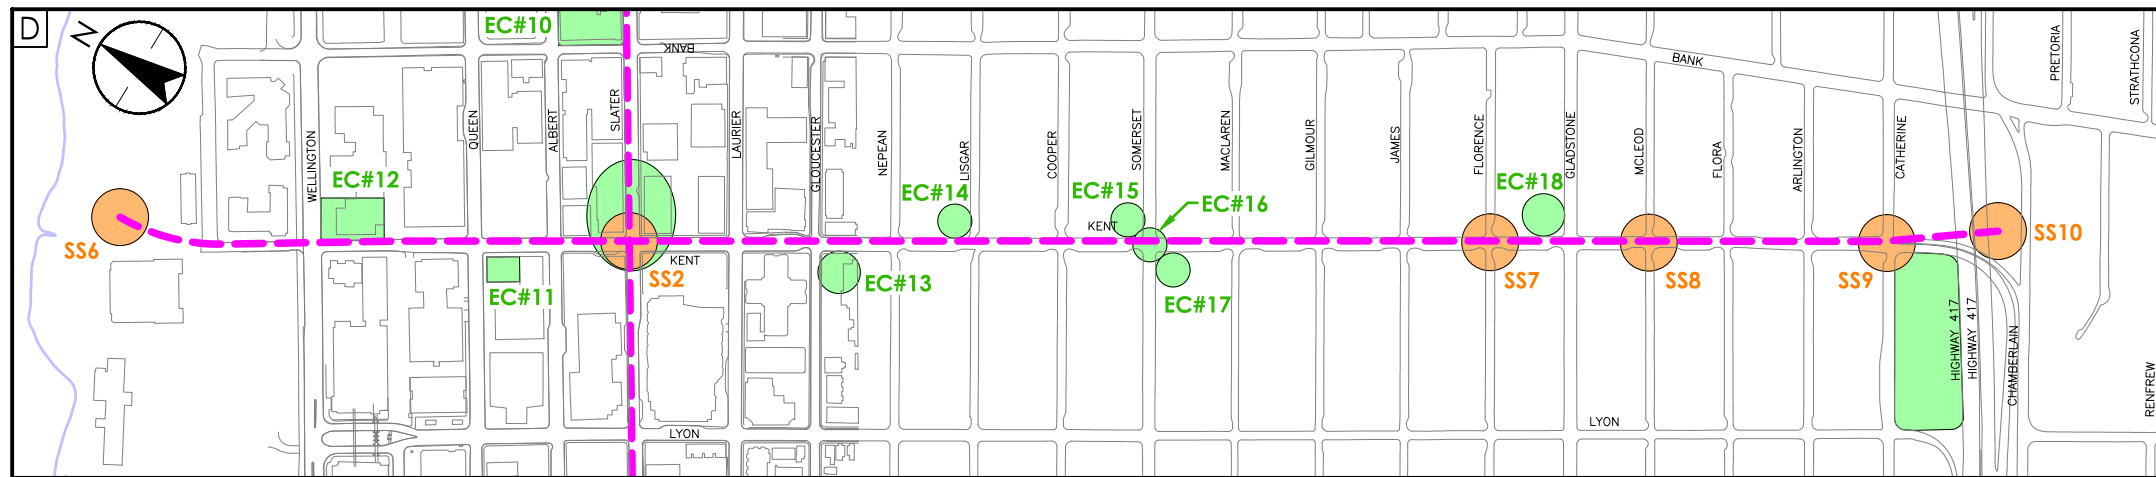 D
N
EC#10
BANK
BANK
PRETORIA
STRATHCONA
WELLINGTON
QUEEN
ALBERT
SLATER
LAURIER
GLOUCESTER
NEPEAN
LISGAR
COOPER
SOMERSET
MACLAREN
GILMOUR
JAMES
FLORENCE
GLADSTONE
MCLEOD
FLORA
ARLINGTON
CATHERINE
EC#12
EC#14
EC#15
EC#16
EC#18
KENT
SS6
KENT
SS2
EC#11
EC#13
EC#17
SS7
SS8
SS9
SS10
HIGHWAY 417
HIGHWAY 417
CHAMBERLAIN
RENFREW
LYON
LYON